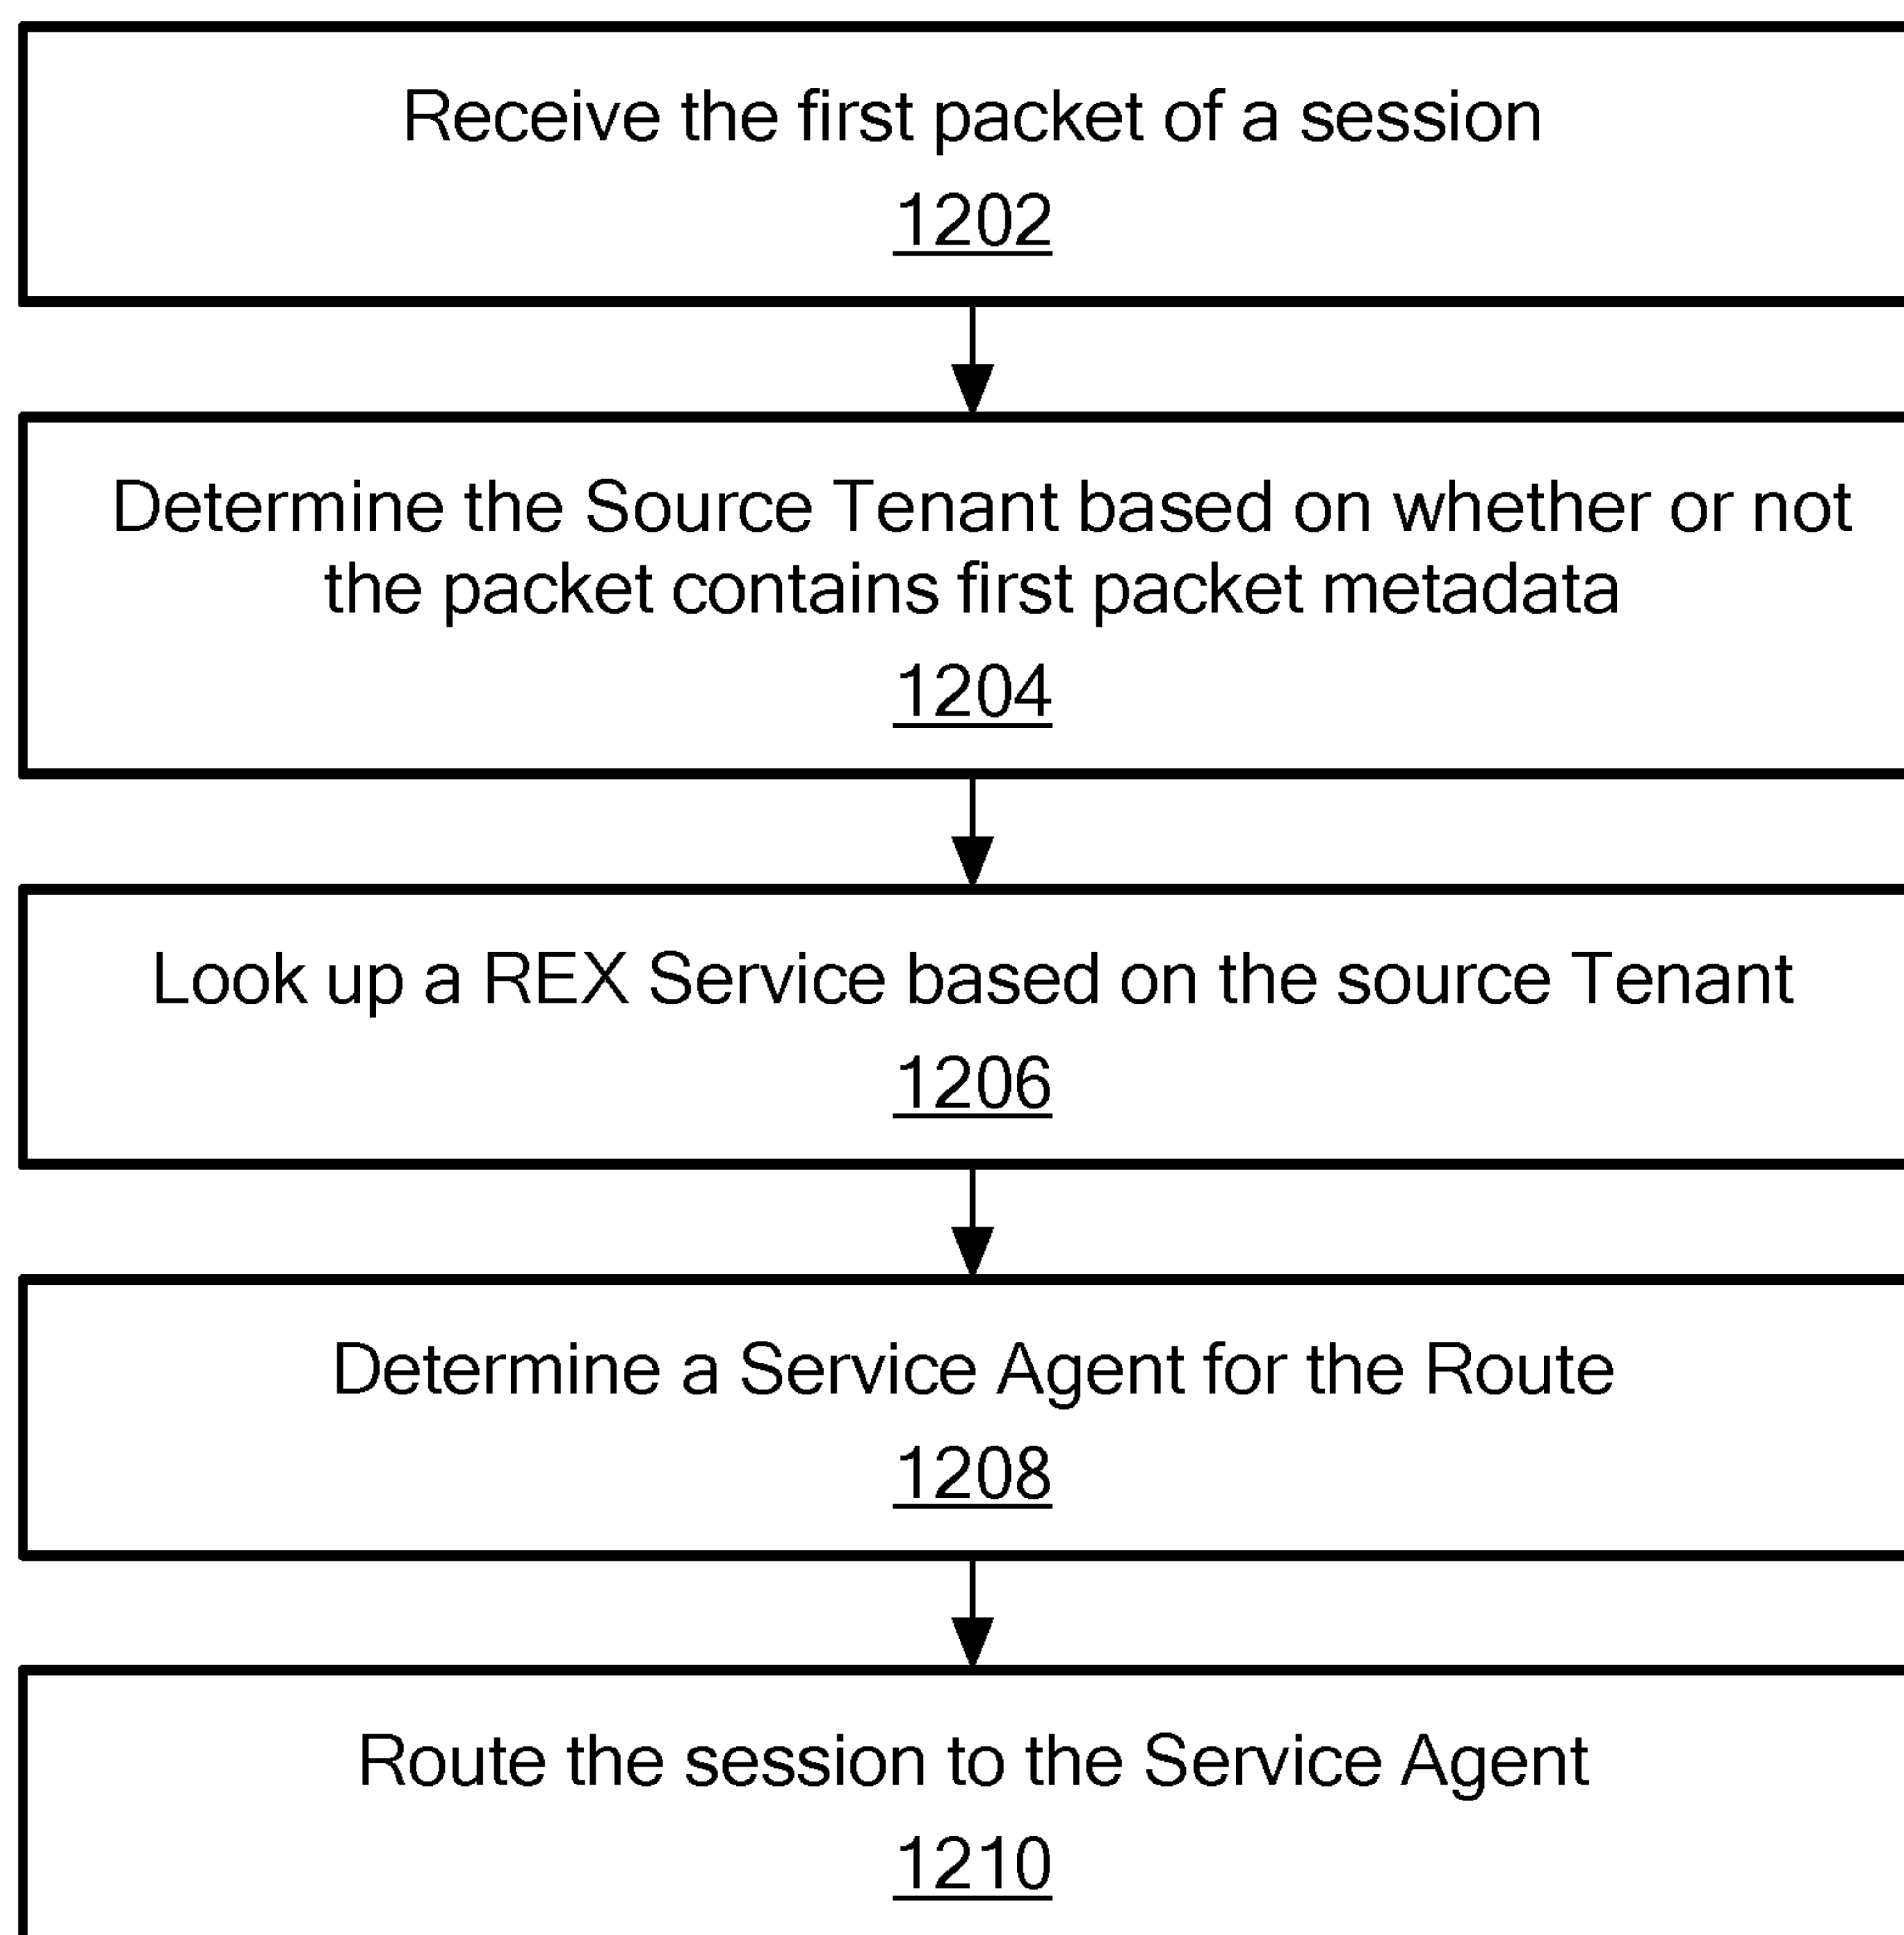 Receive the first packet of a session
1202
Determine the Source Tenant based on whether or not
the packet contains first packet metadata
1204
Look up a REX Service based on the source Tenant
1206
Determine a Service Agent for the Route
1208
Route the session to the Service Agent
1210